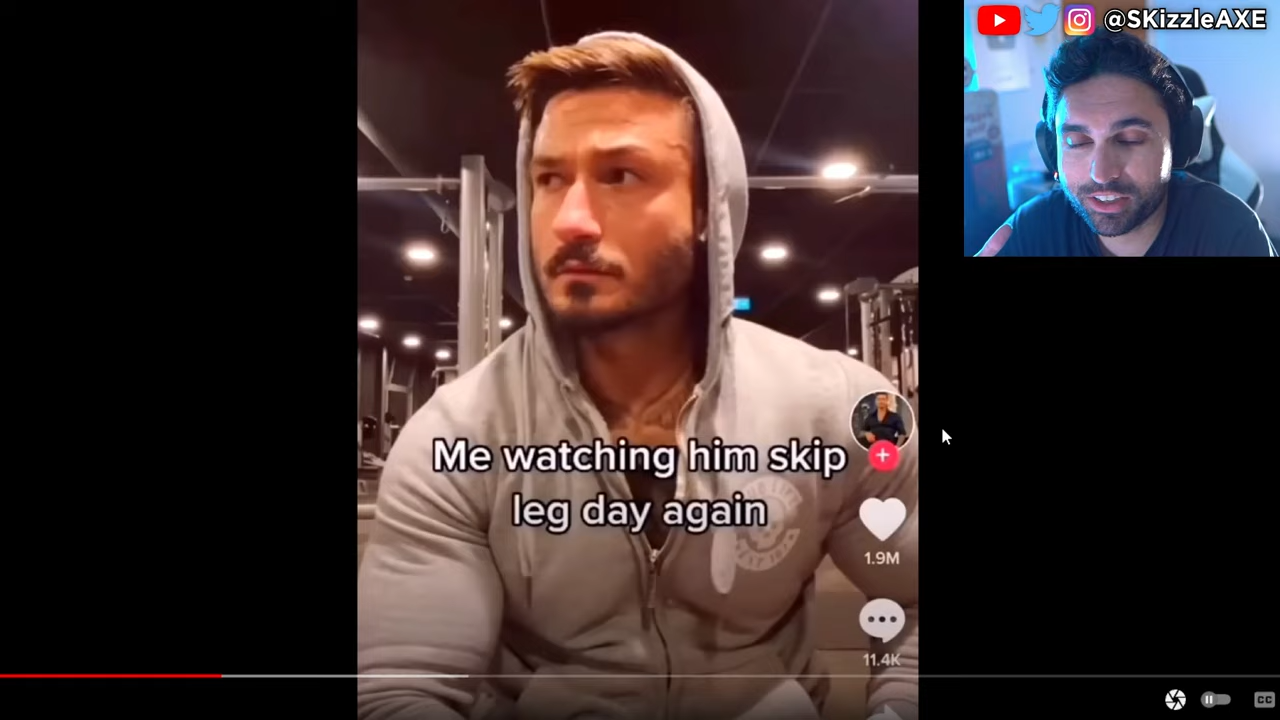 @SKizzleAXE
Me watching him skip
leg day again
1.9M
11.4K
CC